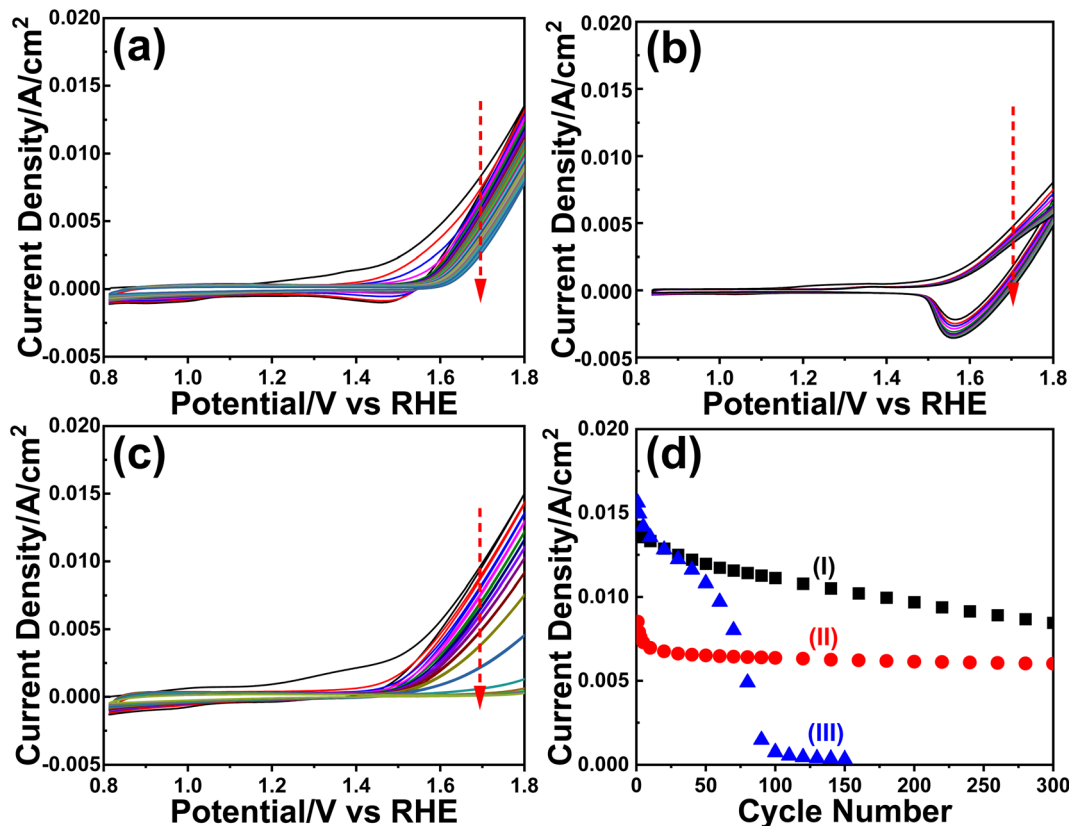 (a)
0.020
0.015
0.010
0.005
0.000
-0.005
0.8 1.0 1.2 1.4 1.6 1.8
Current Density/A/cm²
Potential/V vs RHE
(b)
0.020
0.015
0.010
0.005
0.000
-0.005
0.8 1.0 1.2 1.4 1.6 1.8
Current Density/A/cm²
Potential/V vs RHE
(c)
0.020
0.015
0.010
0.005
0.000
-0.005
0.8 1.0 1.2 1.4 1.6 1.8
Current Density/A/cm²
Potential/V vs RHE
(d)
0.020
0.015
0.010
0.005
0.000
(I)
(II)
(III)
0 50 100 150 200 250 300
Current Density/A/cm²
Cycle Number